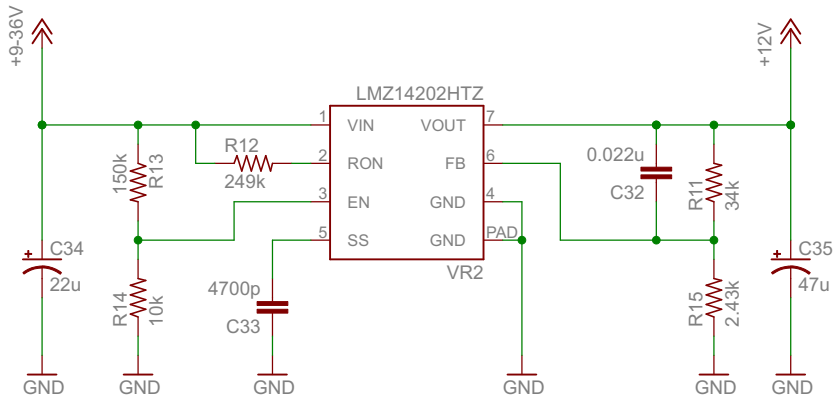 +9-36V
+12V
LMZ14202HTZ
1 VIN VOUT 7
R12
249k
2 RON FB 6
150k
R13
0.022u
C32
R11
34k
3 EN GND 4
5 SS GND PAD
VR2
C34
22u
R14
10k
4700p
C33
R15
2.43k
C35
47u
GND GND GND GND GND GND